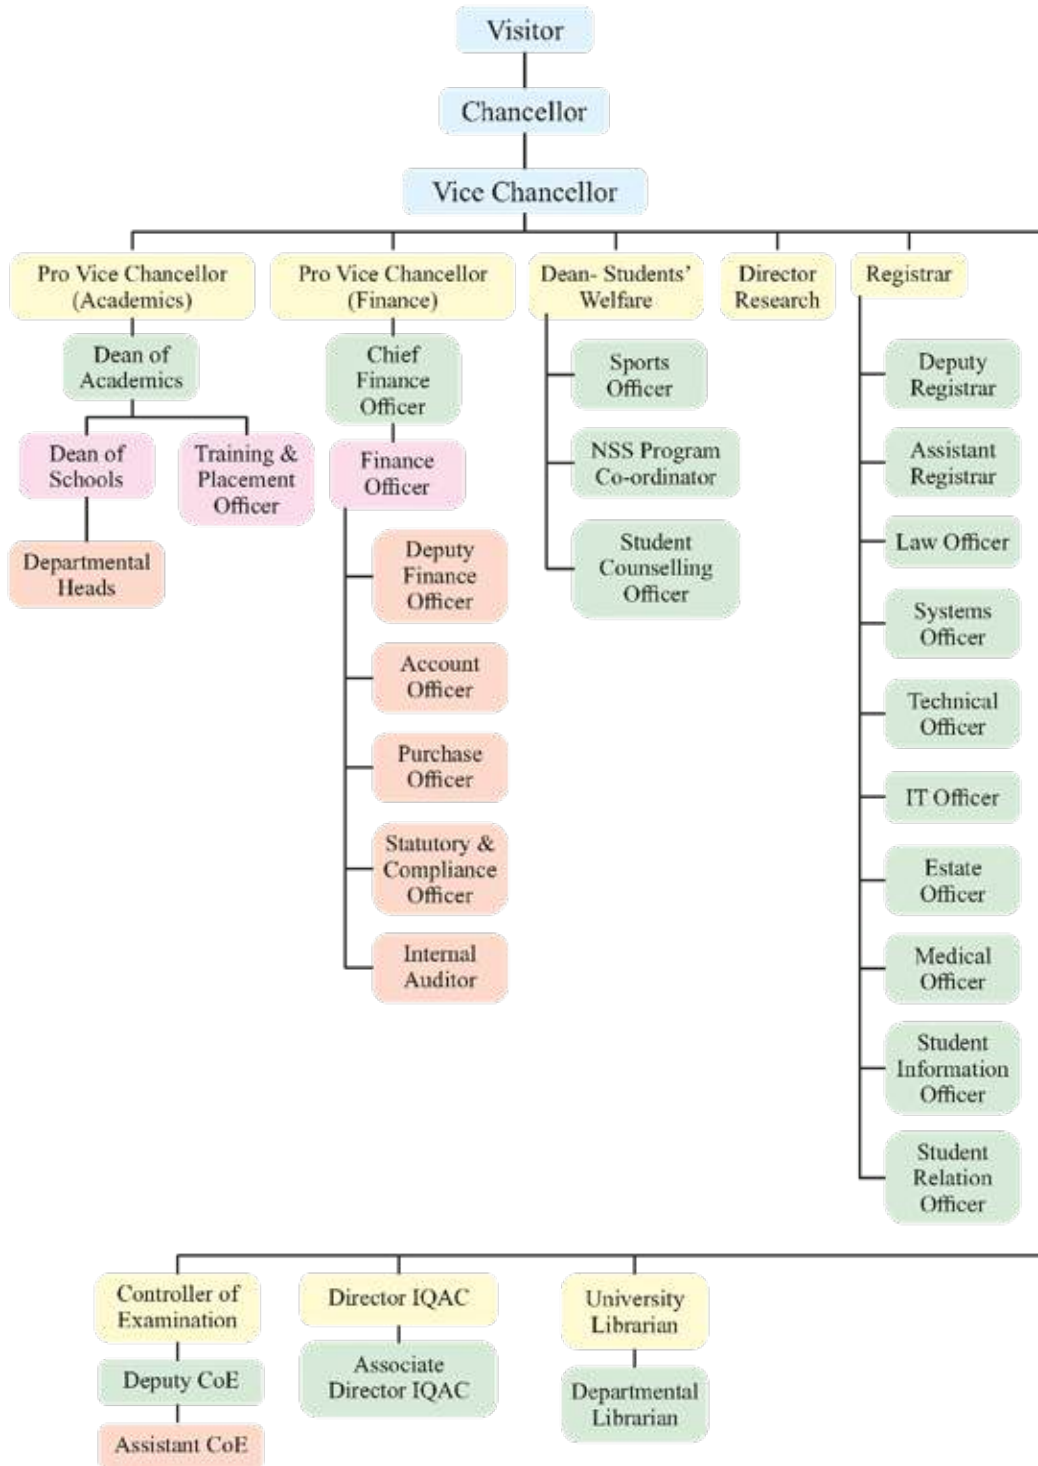 Visitor
Chancellor
Vice Chancellor
Pro Vice Chancellor
(Academics)
Dean of
Academics
Dean of
Schools
Training &
Placement
Officer
Departmental
Heads
Pro Vice Chancellor
(Finance)
Chief
Finance
Officer
Finance
Officer
Deputy
Finance
Officer
Account
Officer
Purchase
Officer
Statutory &
Compliance
Officer
Internal
Auditor
Dean- Students’
Welfare
Sports
Officer
NSS Program
Co-ordinator
Student
Counselling
Officer
Director
Research
Registrar
Deputy
Registrar
Assistant
Registrar
Law Officer
Systems
Officer
Technical
Officer
IT Officer
Estate
Officer
Medical
Officer
Student
Information
Officer
Student
Relation
Officer
Controller of
Examination
Deputy CoE
Assistant CoE
Director IQAC
Associate
Director IQAC
University
Librarian
Departmental
Librarian